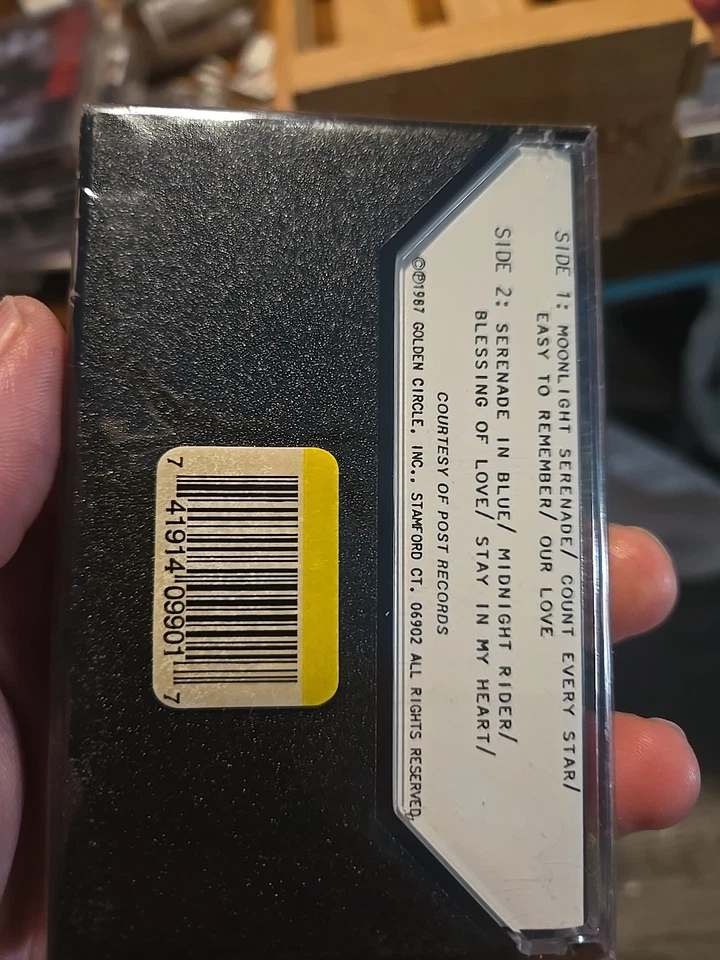 SIDE 1: MOONLIGHT SERENADE/ COUNT EVERY STAR/
EASY TO REMEMBER/ OUR LOVE
SIDE 2: SERENADE IN BLUE/ MIDNIGHT RIDER/
BLESSING OF LOVE/ STAY IN MY HEART/
COURTESY OF POST RECORDS
©℗1987 GOLDEN CIRCLE, INC., STAMFORD CT. 06902 ALL RIGHTS RESERVED.
7 41914 09901 7